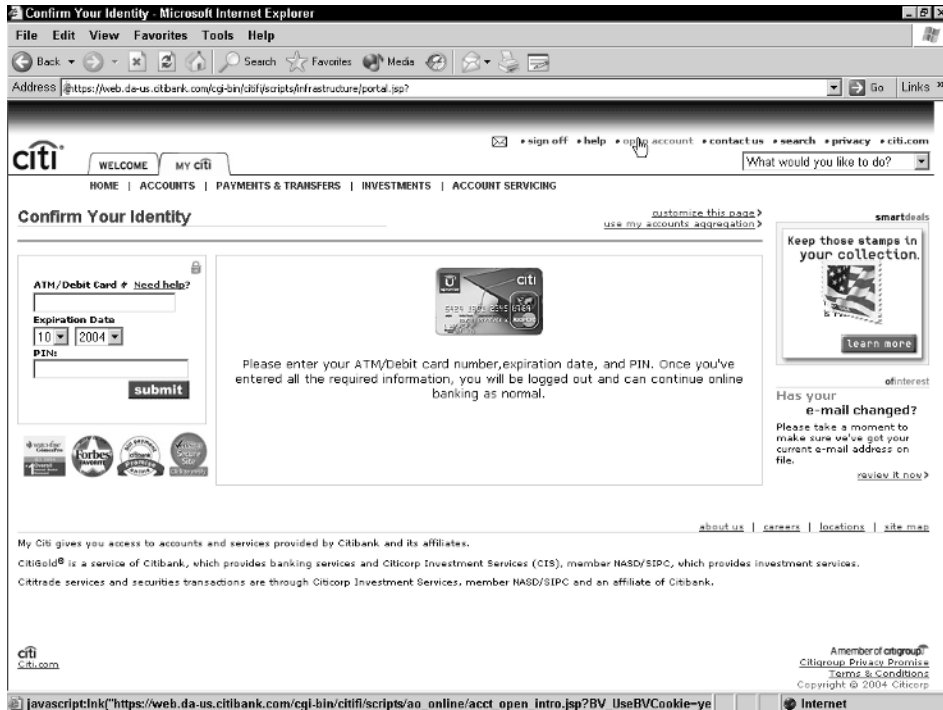 Confirm Your Identity - Microsoft Internet Explorer
File Edit View Favorites Tools Help
Back Search Favorites Media
Address https://web.da-us.citibank.com/cgi-bin/citifi/scripts/infrastructure/portal.jsp? Go Links »
sign off help open account contact us search privacy citi.com
citi WELCOME MY citi What would you like to do?
HOME | ACCOUNTS | PAYMENTS & TRANSFERS | INVESTMENTS | ACCOUNT SERVICING
Confirm Your Identity
customize this page
use my accounts aggregation
ATM/Debit Card # Need help?
Expiration Date
10 2004
PIN:
submit
Forbes
FAVORITE
citi
Please enter your ATM/Debit card number,expiration date, and PIN. Once you've
entered all the required information, you will be logged out and can continue online
banking as normal.
smartdeals
Keep those stamps in
your collection.
learn more
ofinterest
Has your
e-mail changed?
Please take a moment to
make sure we've got your
current e-mail address on
file.
review it now
about us | careers | locations | site map
My Citi gives you access to accounts and services provided by Citibank and its affiliates.
CitiGold® is a service of Citibank, which provides banking services and Citicorp Investment Services (CIS), member NASD/SIPC, which provides investment services.
Cititrade services and securities transactions are through Citicorp Investment Services, member NASD/SIPC and an affiliate of Citibank.
citi
Citi.com
A member of citigroup
Citigroup Privacy Promise
Terms & Conditions
Copyright © 2004 Citicorp
javascript:lnk("https://web.da-us.citibank.com/cgi-bin/citifi/scripts/ao_online/acct_open_intro.jsp?BV_UseBVCookie=ye Internet